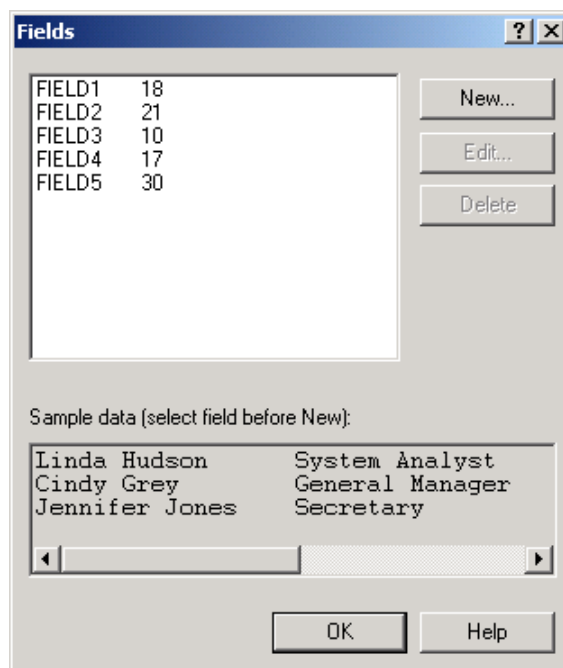 Fields
FIELD1 18
FIELD2 21
FIELD3 10
FIELD4 17
FIELD5 30
New...
Edit...
Delete
Sample data (select field before New):
Linda Hudson System Analyst
Cindy Grey General Manager
Jennifer Jones Secretary
OK
Help